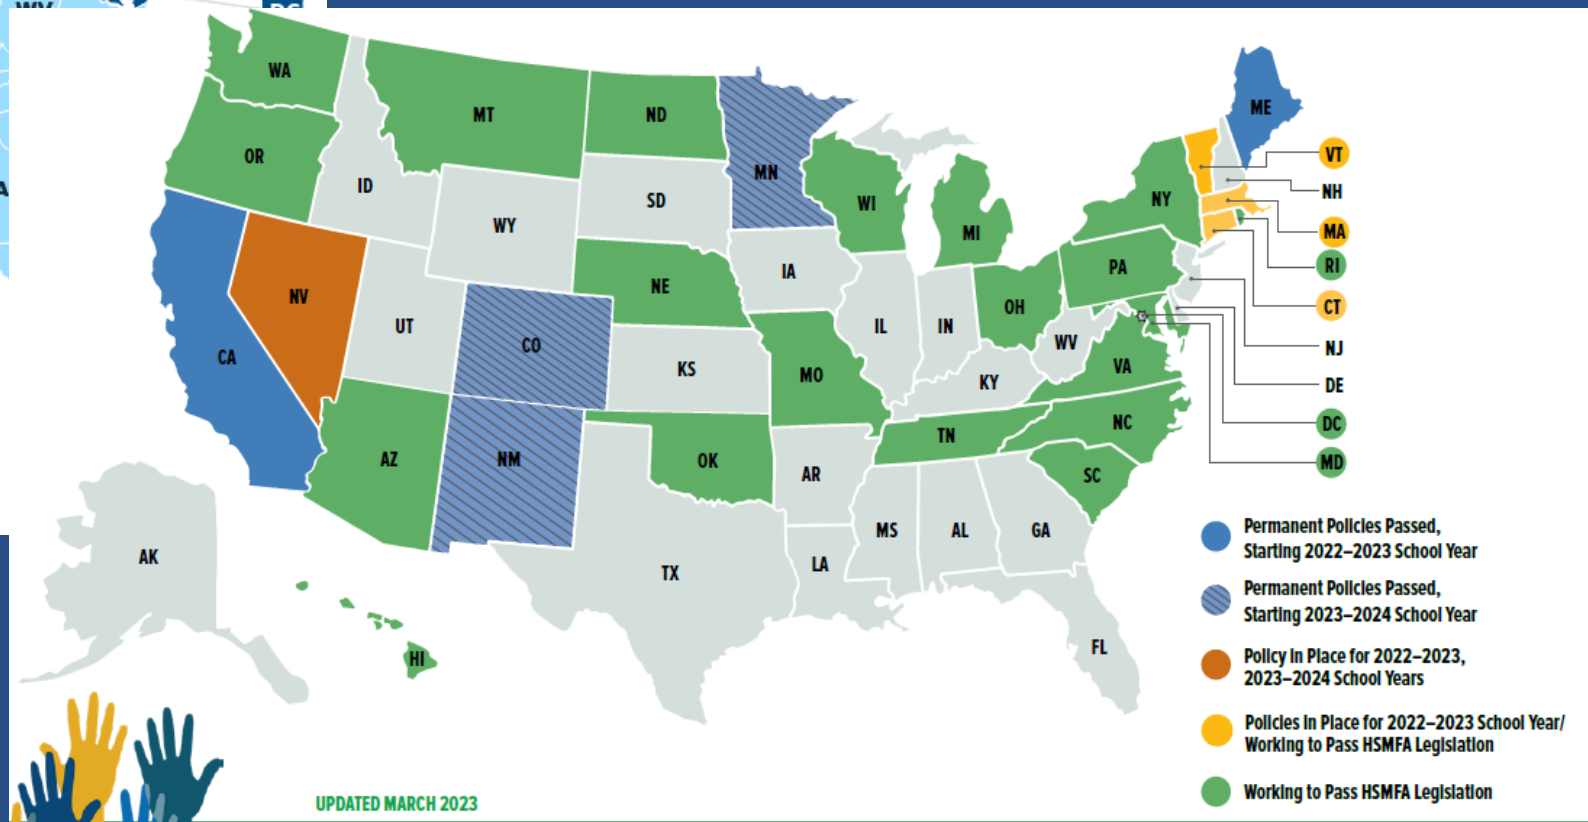 WV
DC
A
WA
MT
ND
OR
ID
MN
SD
WY
WI
MI
NY
ME
VT
NH
MA
RI
CT
NJ
DE
DC
MD
NV
NE
IA
PA
OH
UT
CO
IL
IN
WV
CA
KS
MO
KY
VA
AZ
NM
OK
TN
NC
AR
SC
MS
AL
GA
AK
TX
LA
HI
FL
Permanent Policies Passed,
Starting 2022–2023 School Year
Permanent Policies Passed,
Starting 2023–2024 School Year
Policy In Place for 2022–2023,
2023–2024 School Years
Policies In Place for 2022–2023 School Year/
Working to Pass HSMFA Legislation
Working to Pass HSMFA Legislation
UPDATED MARCH 2023